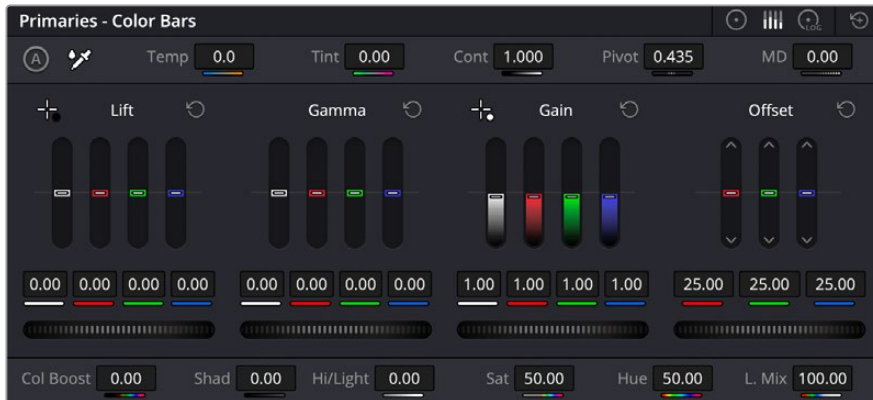 Primaries - Color Bars
LOG
A Temp 0.0 Tint 0.00 Cont 1.000 Pivot 0.435 MD 0.00
Lift Gamma Gain Offset
0.00 0.00 0.00 0.00 0.00 0.00 0.00 0.00 1.00 1.00 1.00 1.00 25.00 25.00 25.00
Col Boost 0.00 Shad 0.00 Hi/Light 0.00 Sat 50.00 Hue 50.00 L. Mix 100.00